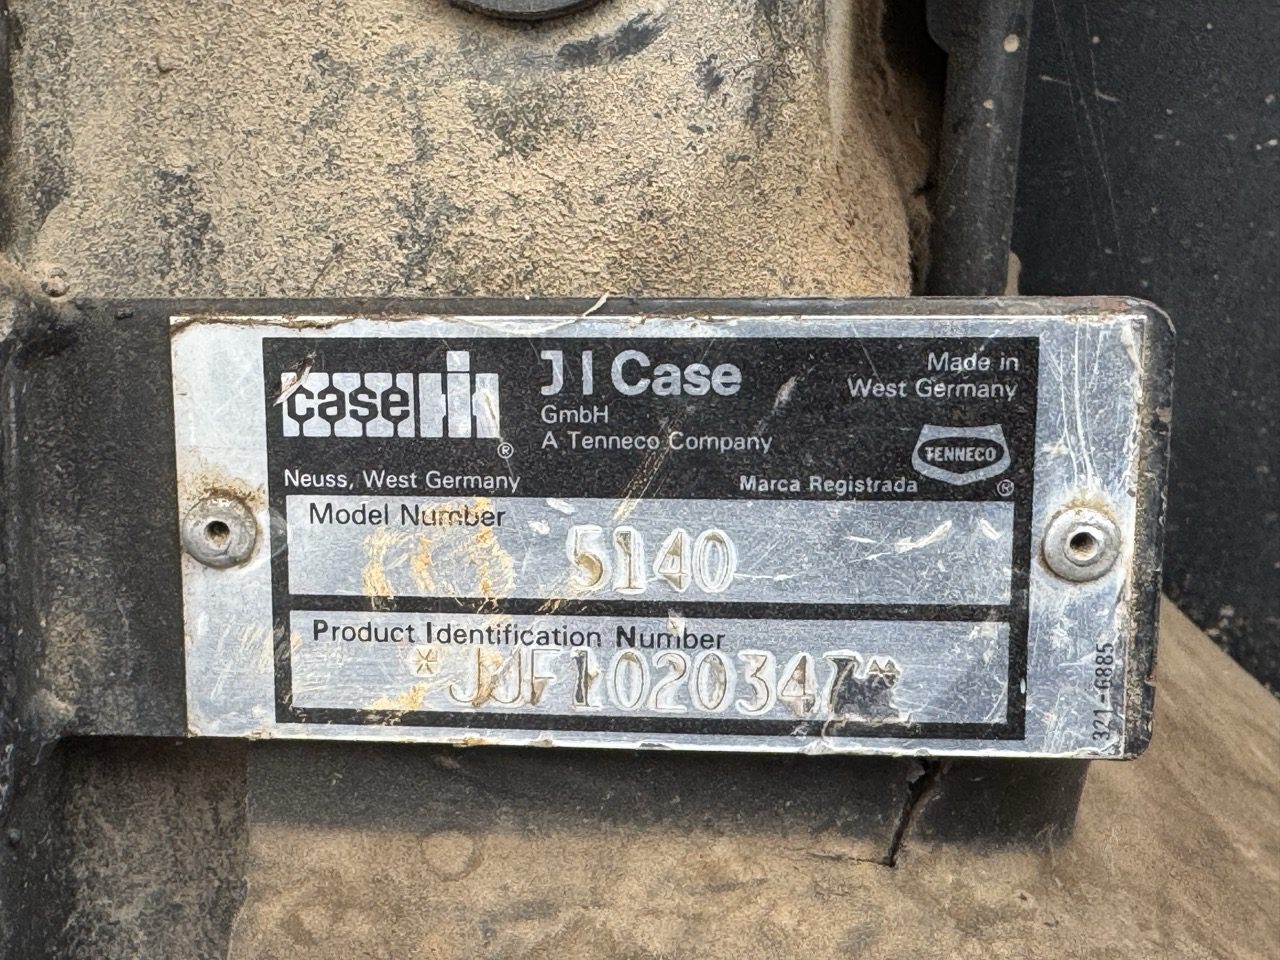 case IH ®
J I Case
GmbH
A Tenneco Company
Made in
West Germany
TENNECO ®
Neuss, West Germany
Marca Registrada
Model Number
5140
Product Identification Number
*JJF1020347*
321-6885